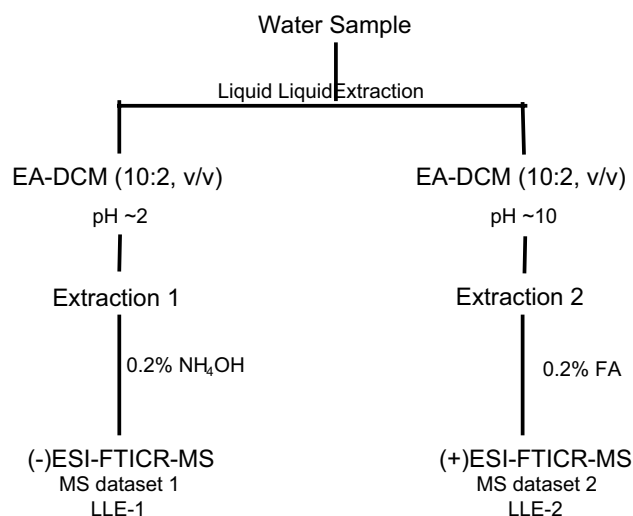 Water Sample
Liquid LiquidExtraction
EA-DCM (10:2, v/v)
pH ~2
Extraction 1
0.2% NH₄OH
(-)ESI-FTICR-MS
MS dataset 1
LLE-1
EA-DCM (10:2, v/v)
pH ~10
Extraction 2
0.2% FA
(+)ESI-FTICR-MS
MS dataset 2
LLE-2